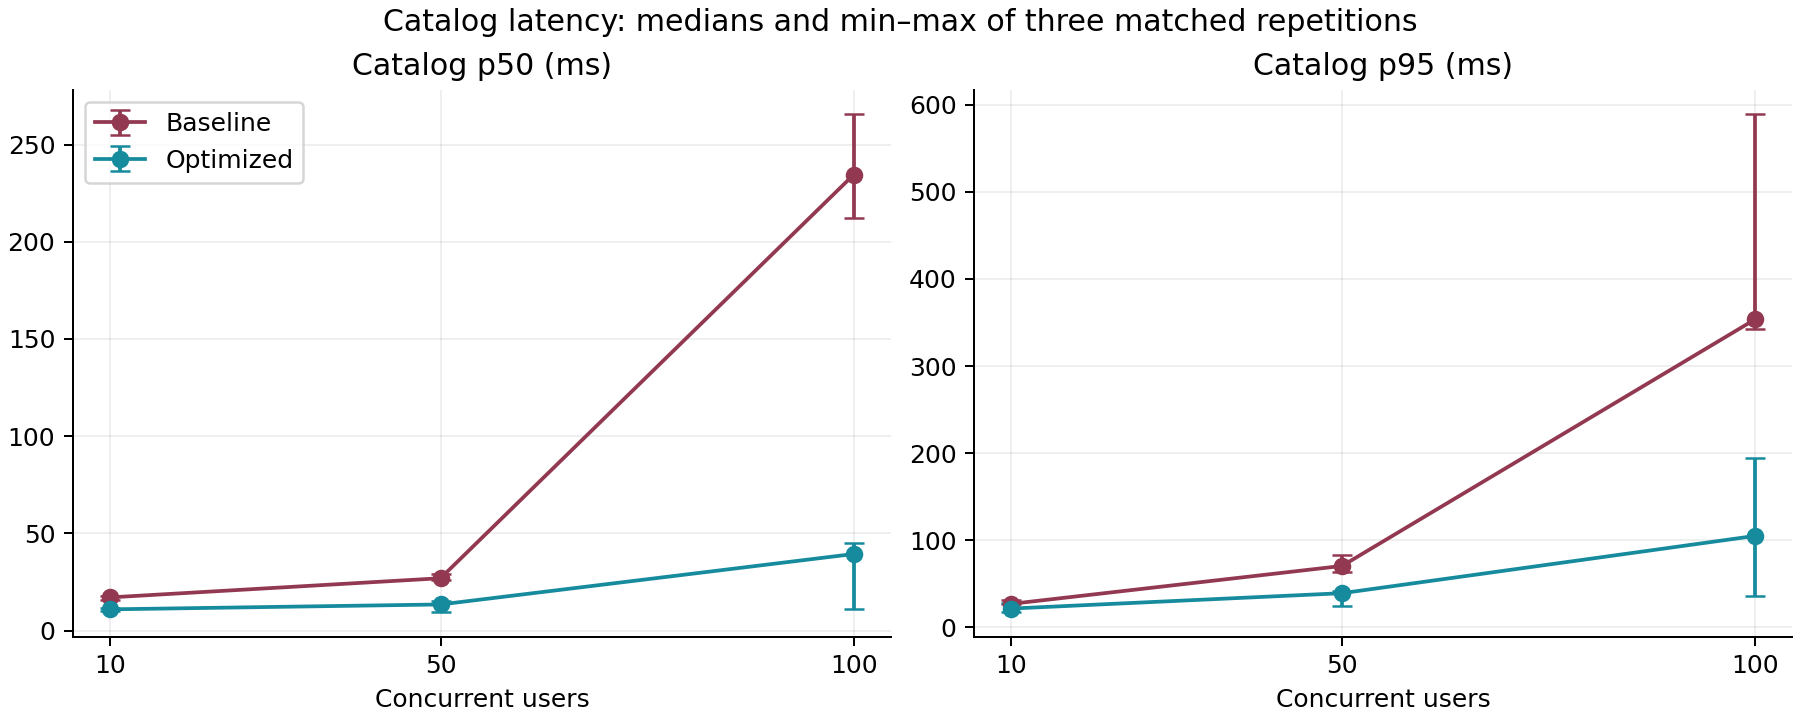 Catalog latency: medians and min–max of three matched repetitions
Catalog p50 (ms)
Baseline
Optimized
250
200
150
100
50
0
10
50
100
Concurrent users
Catalog p95 (ms)
600
500
400
300
200
100
0
10
50
100
Concurrent users